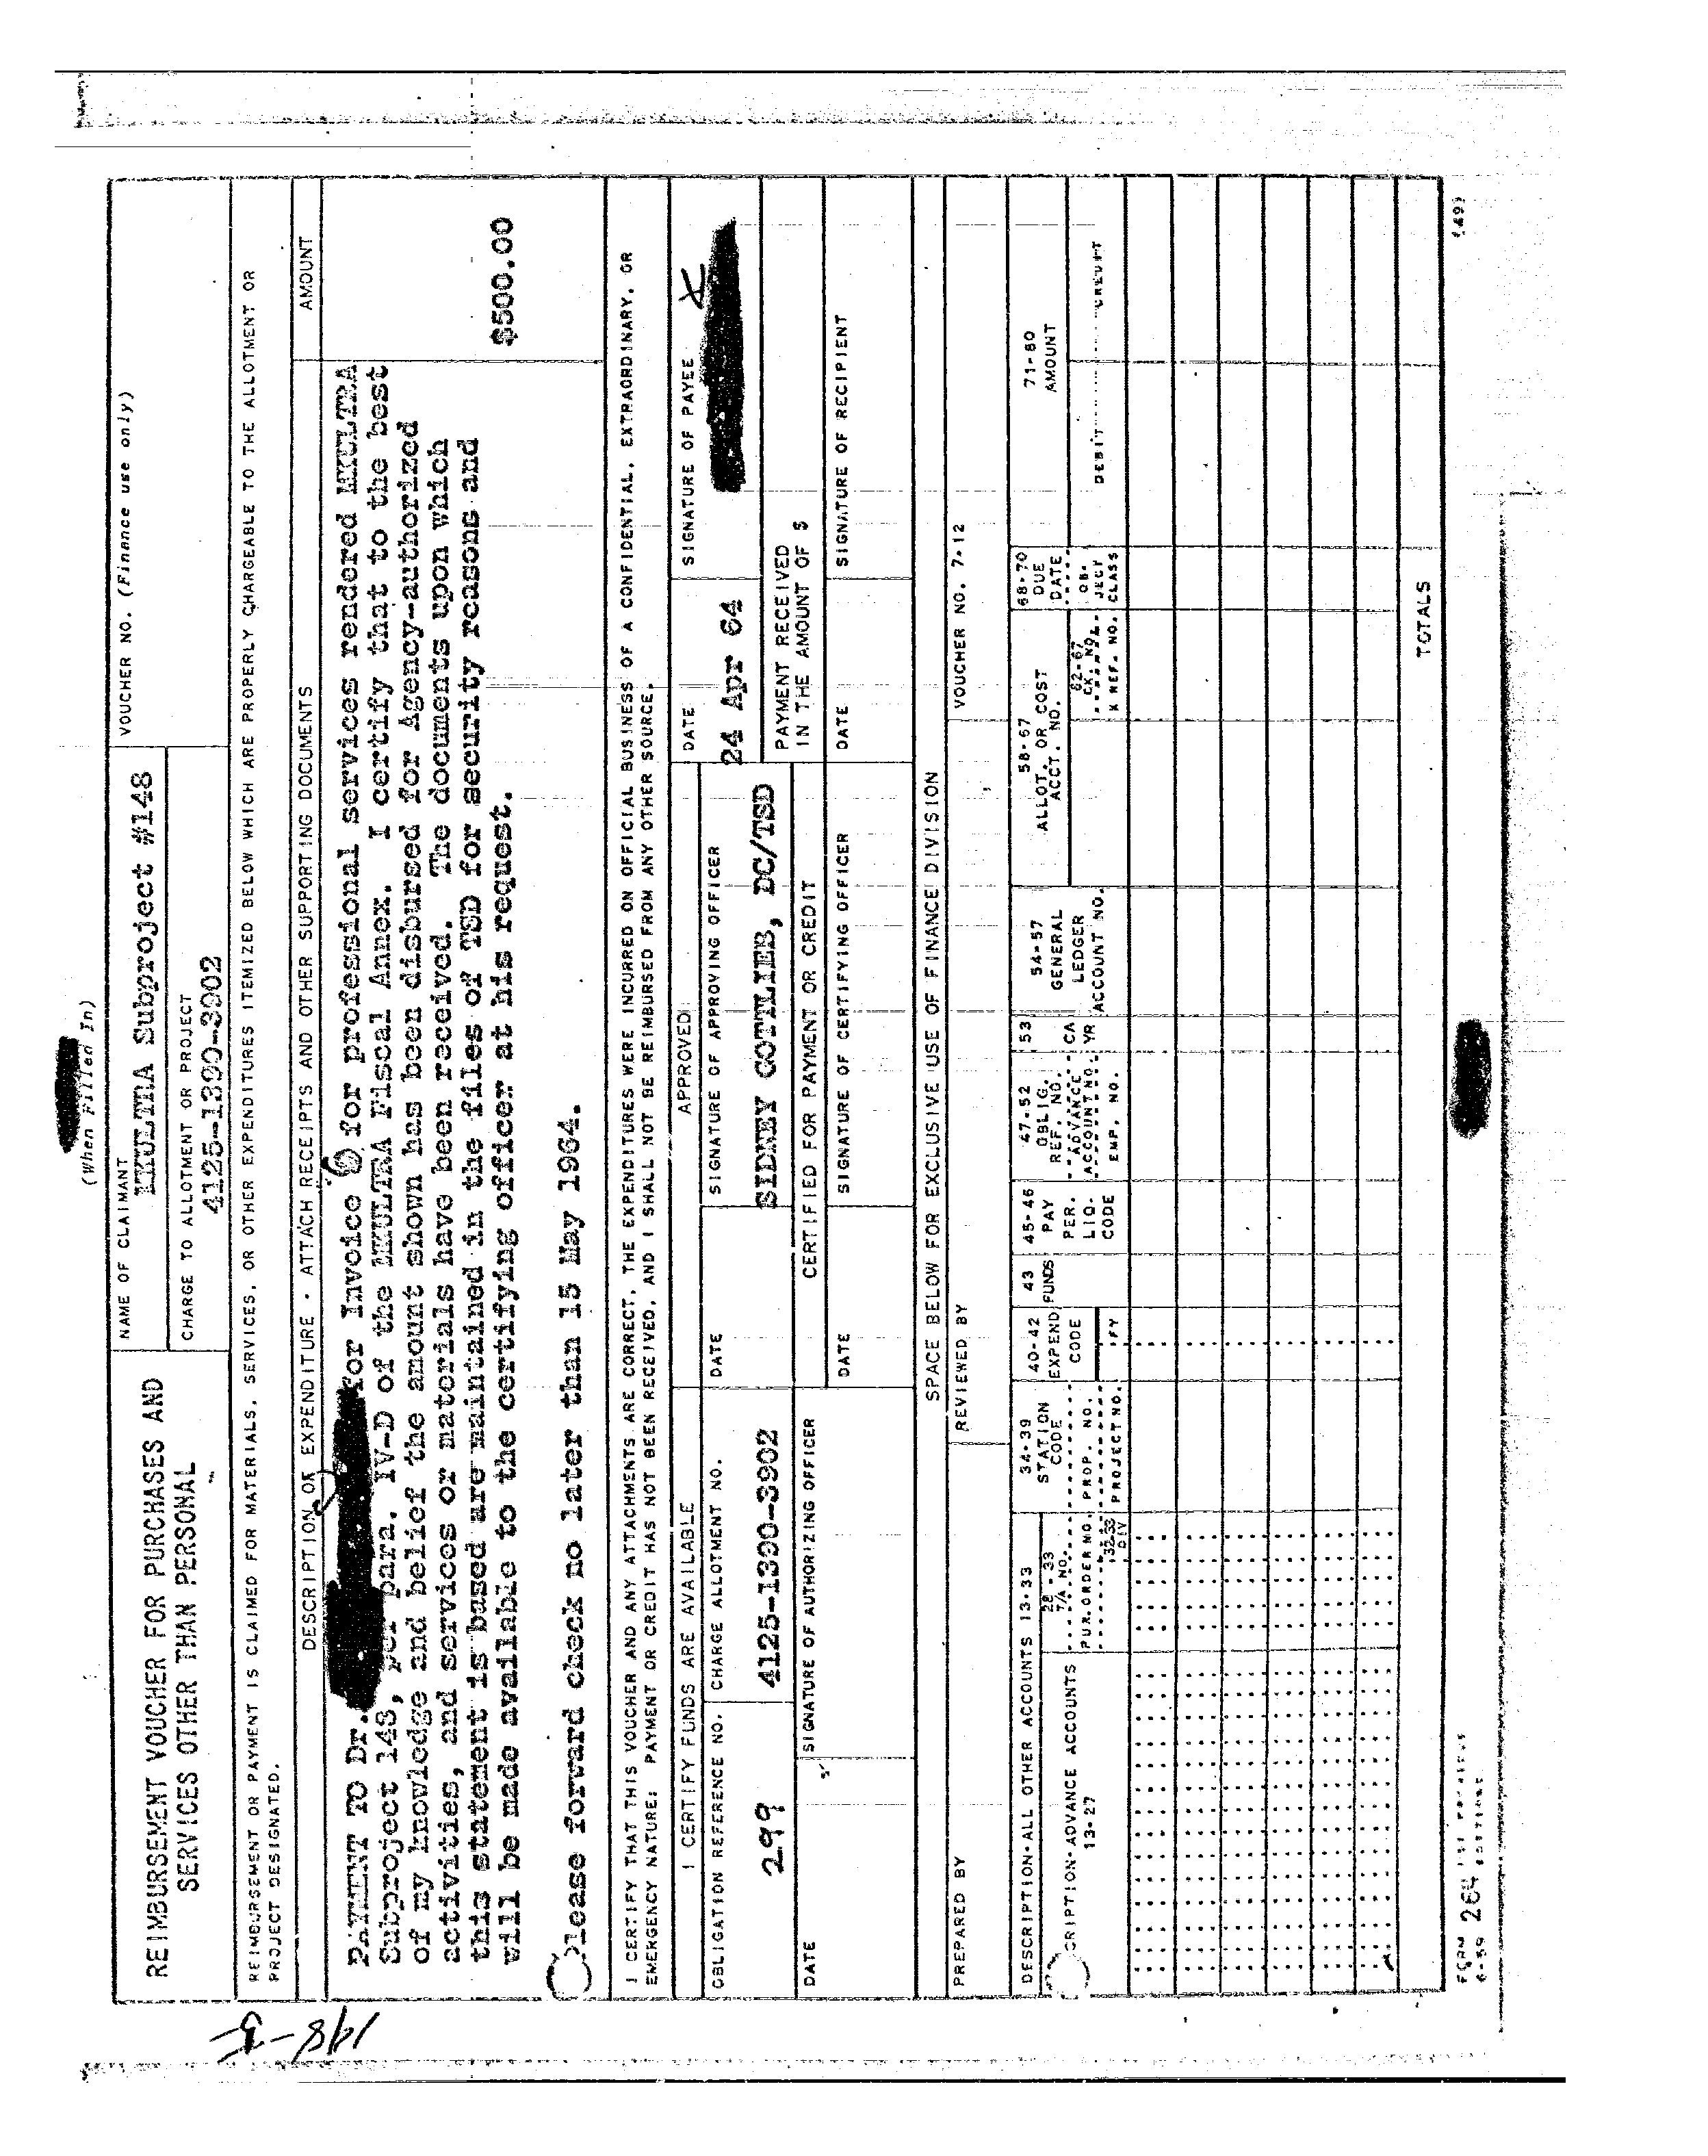 (When Filled In)
REIMBURSEMENT VOUCHER FOR PURCHASES AND
SERVICES OTHER THAN PERSONAL
NAME OF CLAIMANT
MKULTRA Subproject #148
VOUCHER NO. (Finance use only)
CHARGE TO ALLOTMENT OR PROJECT
4125-1390-3902
REIMBURSEMENT OR PAYMENT IS CLAIMED FOR MATERIALS, SERVICES, OR OTHER EXPENDITURES ITEMIZED BELOW WHICH ARE PROPERLY CHARGEABLE TO THE ALLOTMENT OR
PROJECT DESIGNATED.
DESCRIPTION OF EXPENDITURE - ATTACH RECEIPTS AND OTHER SUPPORTING DOCUMENTS
AMOUNT
PAYMENT TO Dr. for Invoice for professional services rendered MKULTRA
Subproject 148, per para. IV-D of the MKULTRA Fiscal Annex. I certify that to the best
of my knowledge and belief the amount shown has been disbursed for Agency-authorized
activities, and services or materials have been received. The documents upon which
this statement is based are maintained in the files of TSD for security reasons and
will be made available to the certifying officer at his request.
$500.00
Please forward check no later than 15 May 1964.
I CERTIFY THAT THIS VOUCHER AND ANY ATTACHMENTS ARE CORRECT, THE EXPENDITURES WERE INCURRED ON OFFICIAL BUSINESS OF A CONFIDENTIAL, EXTRAORDINARY, OR
EMERGENCY NATURE; PAYMENT OR CREDIT HAS NOT BEEN RECEIVED, AND I SHALL NOT BE REIMBURSED FROM ANY OTHER SOURCE.
I CERTIFY FUNDS ARE AVAILABLE
APPROVED
DATE
24 Apr 64
SIGNATURE OF PAYEE
OBLIGATION REFERENCE NO.
299
CHARGE ALLOTMENT NO.
4125-1390-3902
DATE
SIGNATURE OF APPROVING OFFICER
SIDNEY GOTTLIEB, DC/TSD
PAYMENT RECEIVED
IN THE AMOUNT OF $
DATE
SIGNATURE OF AUTHORIZING OFFICER
CERTIFIED FOR PAYMENT OR CREDIT
DATE
SIGNATURE OF CERTIFYING OFFICER
DATE
SIGNATURE OF RECIPIENT
SPACE BELOW FOR EXCLUSIVE USE OF FINANCE DIVISION
PREPARED BY
REVIEWED BY
VOUCHER NO. 7-12
DESCRIPTION-ALL OTHER ACCOUNTS 13-33
DESCRIPTION-ADVANCE ACCOUNTS
13-27
28-33
T/A NO.
PUR.ORDER NO.
32-33
DIV
34-39
STATION
CODE
PROP. NO.
PROJECT NO.
40-42
EXPEND
CODE
43
FUNDS
45-46
PAY
PER.
LIQ.
CODE
47-52
OBLIG.
REF. NO.
ADVANCE
ACCOUNT NO.
EMP. NO.
53
CA
YR
54-57
GENERAL
LEDGER
ACCOUNT NO.
58-67
ALLOT. OR COST
ACCT. NO.
62-67
CK. NO.
X REF. NO.
68-70
DUE
DATE
OB-
JECT
CLASS
71-80
AMOUNT
DEBIT
CREDIT
TOTALS
FORM 264
6-59
(49)
148-5